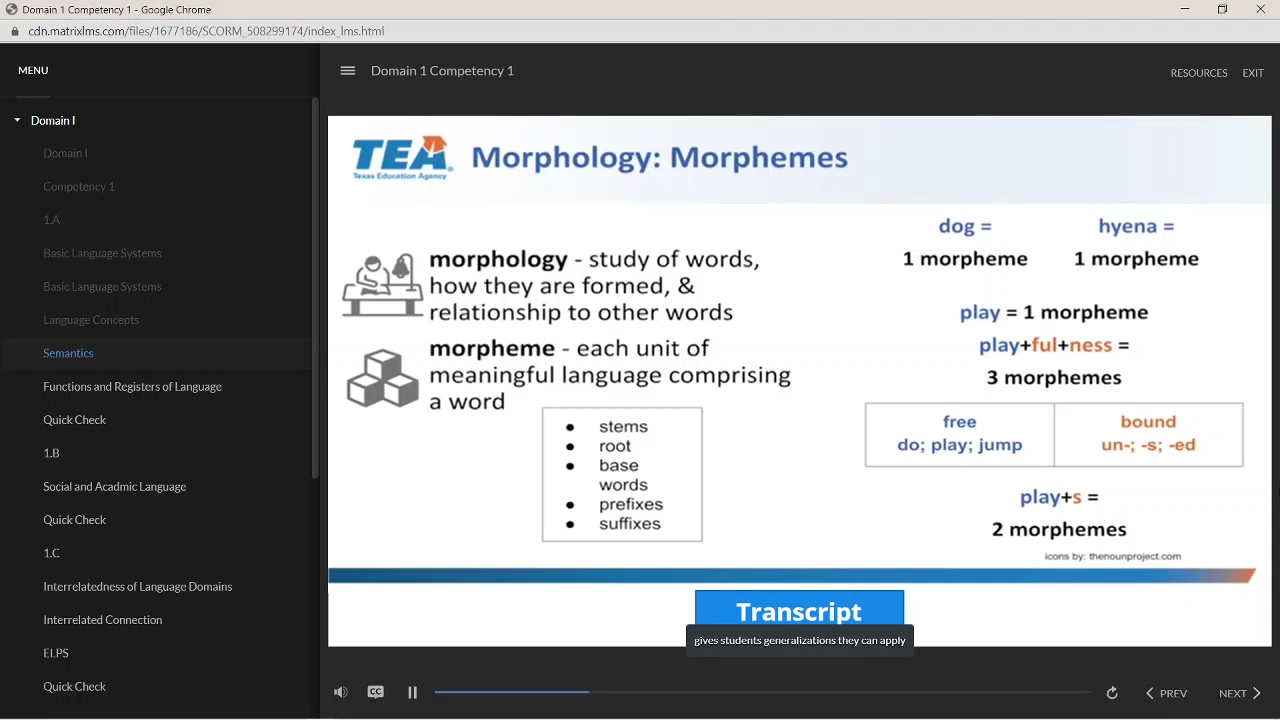 Domain 1 Competency 1 - Google Chrome
cdn.matrixlms.com/files/1677186/SCORM_508299174/index_lms.html
MENU
Domain I
Domain I
Competency 1
1.A
Basic Language Systems
Basic Language Systems
Language Concepts
Semantics
Functions and Registers of Language
Quick Check
1.B
Social and Acadmic Language
Quick Check
1.C
Interrelatedness of Language Domains
Interrelated Connection
ELPS
Quick Check
Domain 1 Competency 1
RESOURCES EXIT
TEA
Texas Education Agency
Morphology: Morphemes
morphology - study of words,
how they are formed, &
relationship to other words
morpheme - each unit of
meaningful language comprising
a word
• stems
• root
• base
words
• prefixes
• suffixes
dog = hyena =
1 morpheme 1 morpheme
play = 1 morpheme
play+ful+ness =
3 morphemes
free bound
do; play; jump un-; -s; -ed
play+s =
2 morphemes
icons by: thenounproject.com
Transcript
gives students generalizations they can apply
CC
PREV NEXT